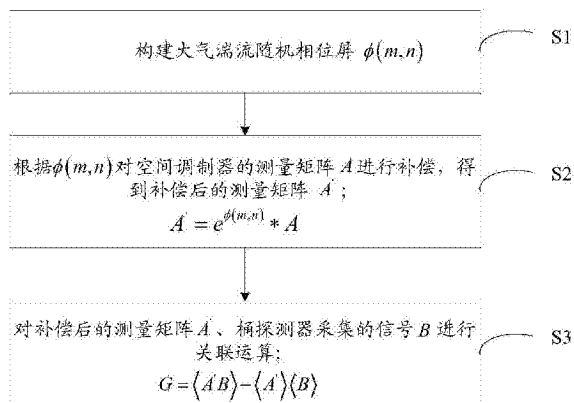 构建大气湍流随机相位屏 ϕ(m,n)
S1
根据ϕ(m,n)对空间调制器的测量矩阵 A进行补偿，得
到补偿后的测量矩阵 A'；
A' = e^ϕ(m,n) * A
S2
对补偿后的测量矩阵A'、桶探测器采集的信号B进行
关联运算；
G = ⟨A'B⟩ − ⟨A'⟩⟨B⟩
S3